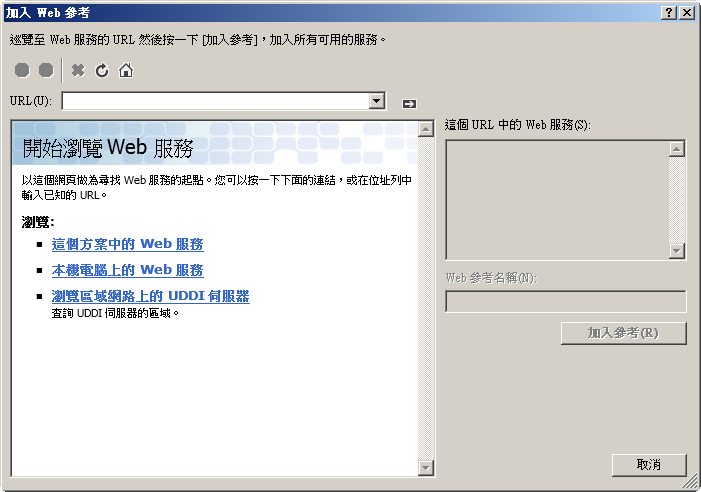 加入 Web 參考
巡覽至 Web 服務的 URL 然後按一下 [加入參考]，加入所有可用的服務。
URL(U):
開始瀏覽 Web 服務
以這個網頁做為尋找 Web 服務的起點。您可以按一下下面的連結，或在位址列中
輸入已知的 URL。
瀏覽:
這個方案中的 Web 服務
本機電腦上的 Web 服務
瀏覽區域網路上的 UDDI 伺服器
查詢 UDDI 伺服器的區域。
這個 URL 中的 Web 服務(S):
Web 參考名稱(N):
加入參考(R)
取消